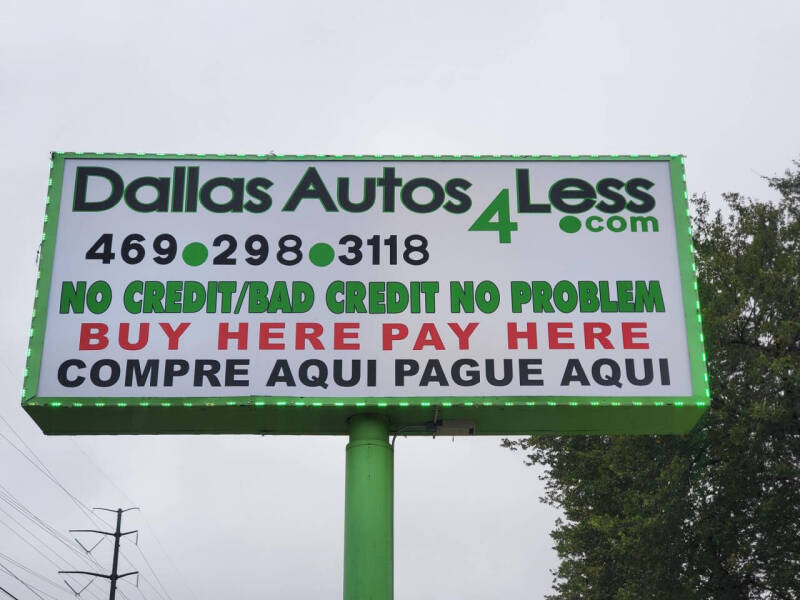 Dallas Autos 4 Less.com
469.298.3118
NO CREDIT/BAD CREDIT NO PROBLEM
BUY HERE PAY HERE
COMPRE AQUI PAGUE AQUI